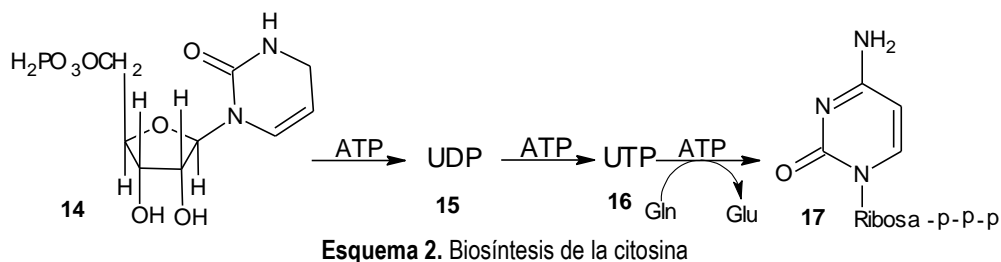 H
H₂PO₃OCH₂ O N NH₂
H H O N N
H H O N
14 OH OH
ATP UDP ATP UTP ATP
15 16 Gln Glu 17 Ribosa -p-p-p
Esquema 2. Biosíntesis de la citosina